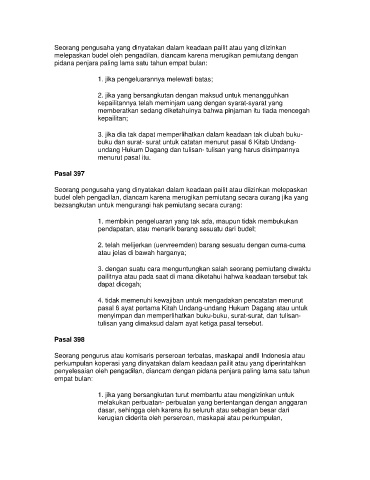 Seorang pengusaha yang dinyatakan dalam keadaan pailit atau yang diizinkan
melepaskan budel oleh pengadilan, diancam karena merugikan pemiutang dengan
pidana penjara paling lama satu tahun empat bulan:
1. jika pengeluarannya melewati batas;
2. jika yang bersangkutan dengan maksud untuk menangguhkan
kepailitannya telah meminjam uang dengan syarat-syarat yang
memberatkan sedang diketahuinya bahwa pinjaman itu tiada mencegah
kepailitan;
3. jika dia tak dapat memperlihatkan dalam keadaan tak diubah buku-
buku dan surat- surat untuk catatan menurut pasal 6 Kitab Undang-
undang Hukum Dagang dan tulisan- tulisan yang harus disimpannya
menurut pasal itu.
Pasal 397
Seorang pengusaha yang dinyatakan dalam keadaan pailit atau diizinkan melepaskan
budel oleh pengadilan, diancam karena merugikan pemiutang secara curang jika yang
bezsangkutan untuk mengurangi hak pemiutang secara curang:
1. membikin pengeluaran yang tak ada, maupun tidak membukukan
pendapatan, atau menarik barang sesuatu dari budel;
2. telah melijerkan (uervreemden) barang sesuatu dengan cuma-cuma
atau jelas di bawah harganya;
3. dengan suatu cara menguntungkan salah seorang pemiutang diwaktu
pailitnya atau pada saat di mana diketahui bahwa keadaan tersebut tak
dapat dicegah;
4. tidak memenuhi kewajiban untuk mengadakan pencatatan menurut
pasal 6 ayat pertama Kitab Undang-undang Hukum Dagang atau untuk
menyimpan dan memperlihatkan buku-buku, surat-surat, dan tulisan-
tulisan yang dimaksud dalam ayat ketiga pasal tersebut.
Pasal 398
Seorang pengurus atau komisaris perseroan terbatas, maskapai andil Indonesia atau
perkumpulan koperasi yang dinyatakan dalam keadaan pailit atau yang diperintahkan
penyelesaian oleh pengadilan, diancam dengan pidana penjara paling lama satu tahun
empat bulan:
1. jika yang bersangkutan turut membantu atau mengizinkan untuk
melakukan perbuatan- perbuatan yang bertentangan dengan anggaran
dasar, sehingga oleh karena itu seluruh atau sebagian besar dari
kerugian diderita oleh perseroan, maskapai atau perkumpulan,